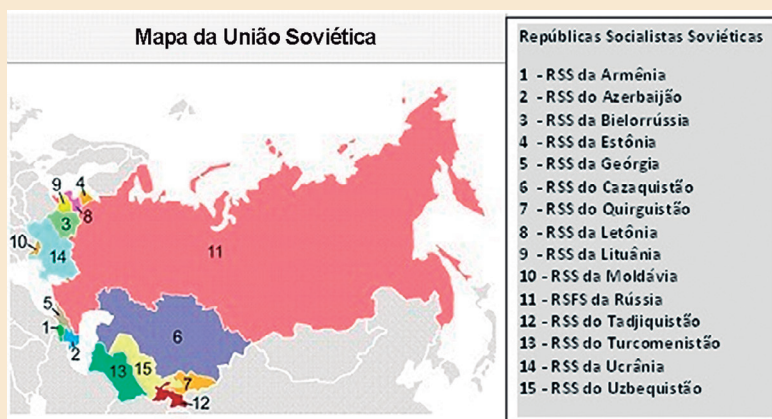 Mapa da União Soviética
9
4
8
3
10
14
11
5
1
2
6
13
15
7
12
Repúblicas Socialistas Soviéticas
1 - RSS da Armênia
2 - RSS do Azerbaijão
3 - RSS da Bielorrússia
4 - RSS da Estônia
5 - RSS da Geórgia
6 - RSS do Cazaquistão
7 - RSS do Quirguistão
8 - RSS da Letônia
9 - RSS da Lituânia
10 - RSS da Moldávia
11 - RSFS da Rússia
12 - RSS do Tadjiquistão
13 - RSS do Turcomenistão
14 - RSS da Ucrânia
15 - RSS do Uzbequistão